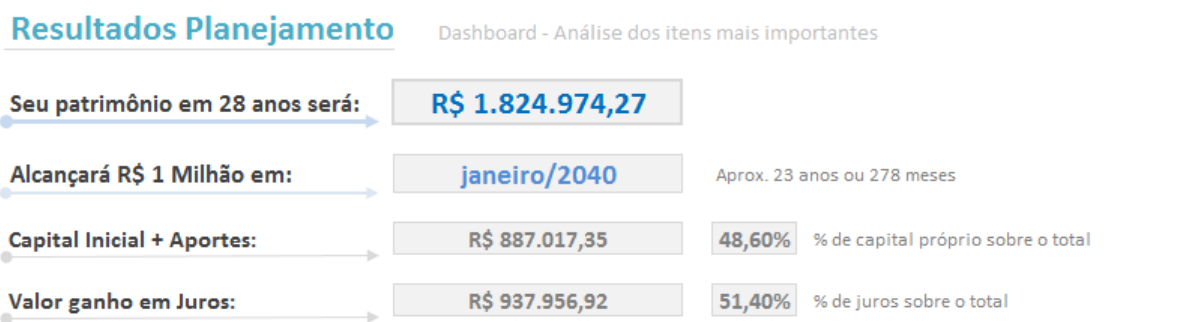 Resultados Planejamento Dashboard - Análise dos itens mais importantes
Seu patrimônio em 28 anos será: R$ 1.824.974,27
Alcançará R$ 1 Milhão em: janeiro/2040 Aprox. 23 anos ou 278 meses
Capital Inicial + Aportes: R$ 887.017,35 48,60% % de capital próprio sobre o total
Valor ganho em Juros: R$ 937.956,92 51,40% % de juros sobre o total